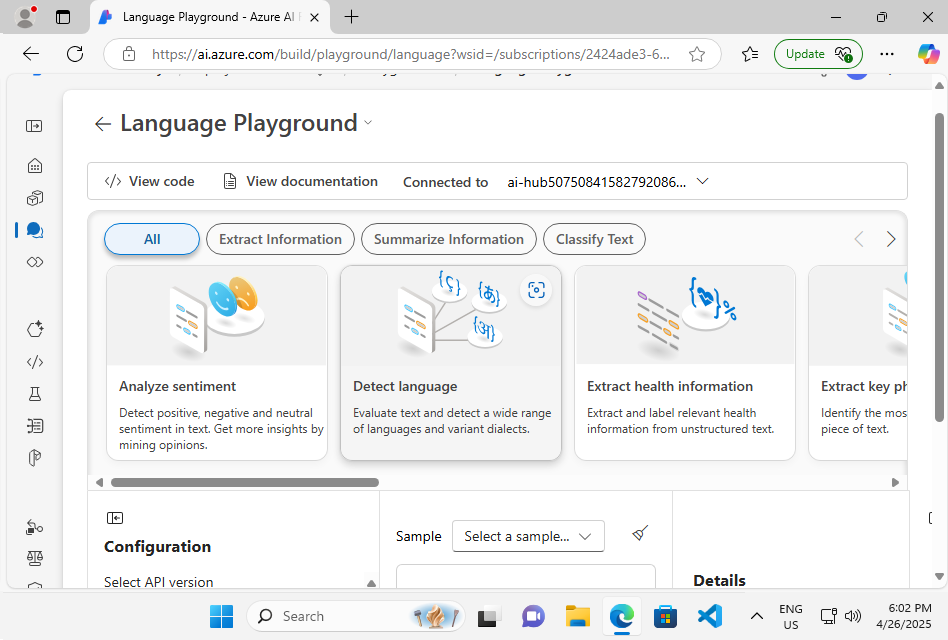 Language Playground - Azure AI
https://ai.azure.com/build/playground/language?wsid=/subscriptions/2424ade3-6...
Update
Language Playground
View code
View documentation
Connected to
ai-hub50750841582792086...
All
Extract Information
Summarize Information
Classify Text
Analyze sentiment
Detect positive, negative and neutral
sentiment in text. Get more insights by
mining opinions.
Detect language
Evaluate text and detect a wide range
of languages and variant dialects.
Extract health information
Extract and label relevant health
information from unstructured text.
Extract key ph
Identify the mos
piece of text.
Configuration
Select API version
Sample
Select a sample...
Details
Search
ENG
US
6:02 PM
4/26/2025